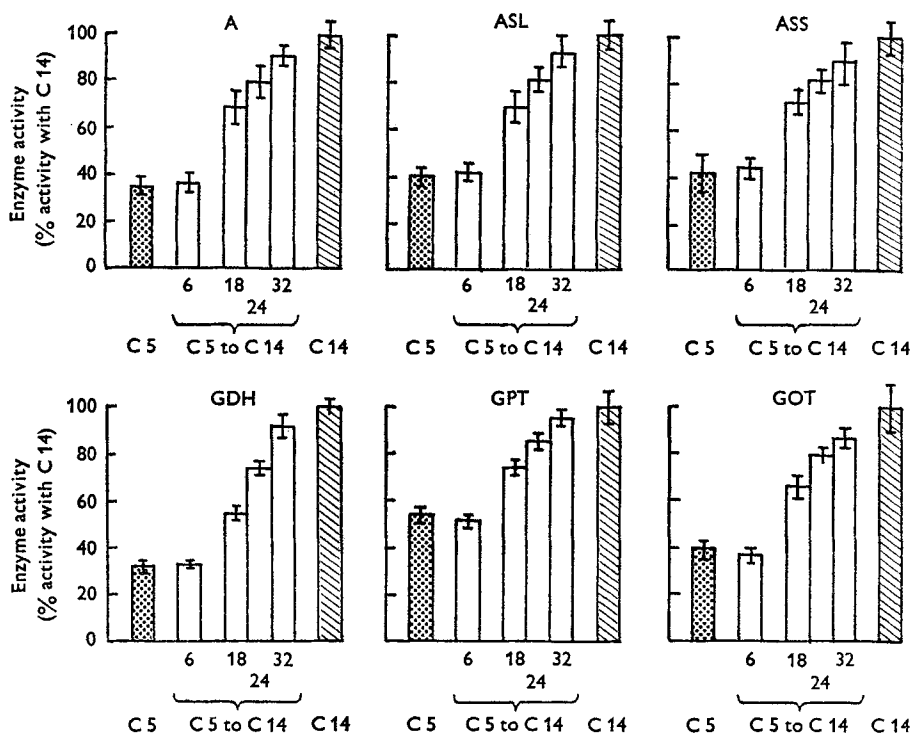 A ASL ASS
Enzyme activity
(% activity with C 14)
100
80
60
40
20
0
6 18 32 6 18 32 6 18 32
24 24 24
C 5 C 5 to C 14 C 14 C 5 C 5 to C 14 C 14 C 5 C 5 to C 14 C 14
GDH GPT GOT
Enzyme activity
(% activity with C 14)
100
80
60
40
20
0
6 18 32 6 18 32 6 18 32
24 24 24
C 5 C 5 to C 14 C 14 C 5 C 5 to C 14 C 14 C 5 C 5 to C 14 C 14